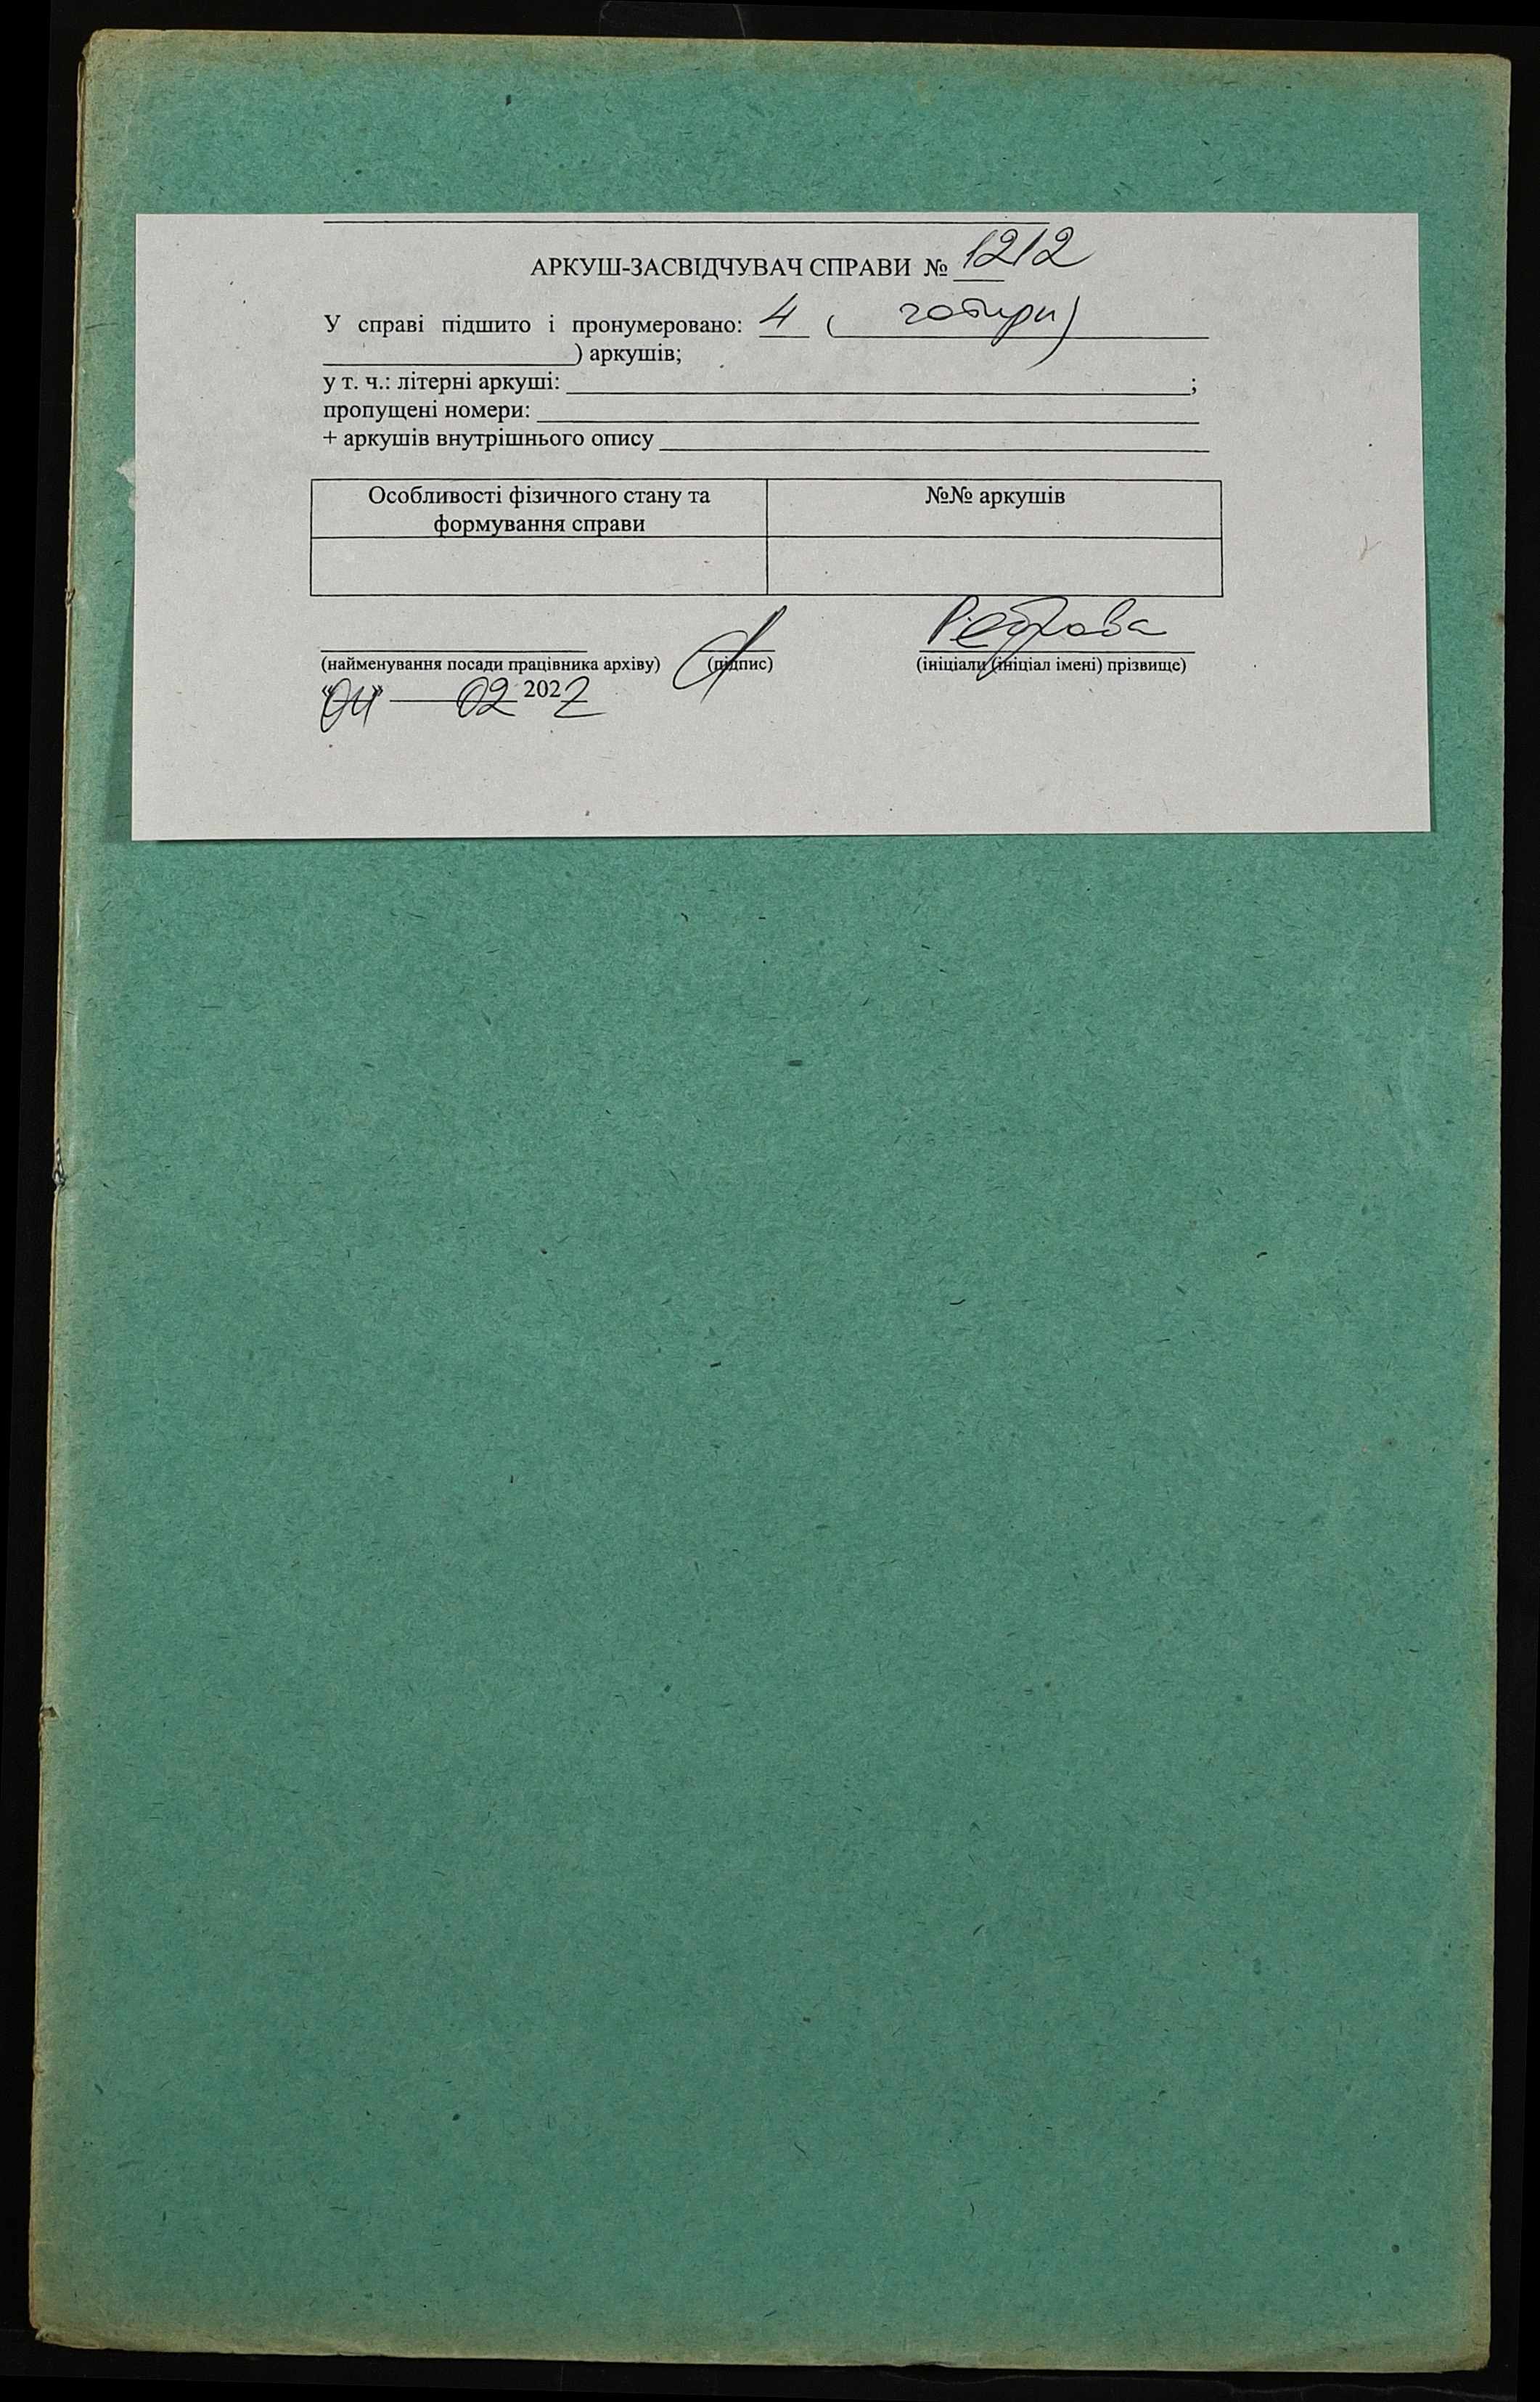 АРКУШ-ЗАСВІДЧУВАЧ СПРАВИ № 1212
У справі підшито і пронумеровано: 4 ( чотири)
) аркушів;
у т. ч.: літерні аркуші: ;
пропущені номери:
+ аркушів внутрішнього опису
Особливості фізичного стану та формування справи
№№ аркушів
(найменування посади працівника архіву) (підпис) (ініціали (ініціал імені) прізвище)
«04» 02 2022